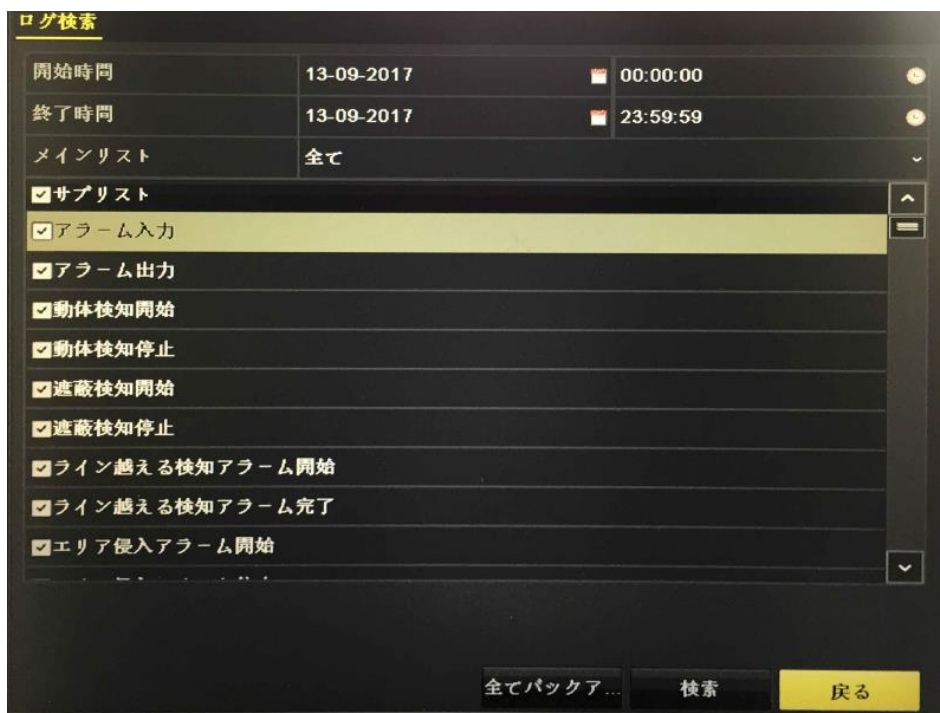 ログ検索
開始時間 13-09-2017 00:00:00
終了時間 13-09-2017 23:59:59
メインリスト 全て
サブリスト
アラーム入力
アラーム出力
動体検知開始
動体検知停止
遮蔽検知開始
遮蔽検知停止
ライン越える検知アラーム開始
ライン越える検知アラーム完了
エリア侵入アラーム開始
全てバックア...
検索
戻る